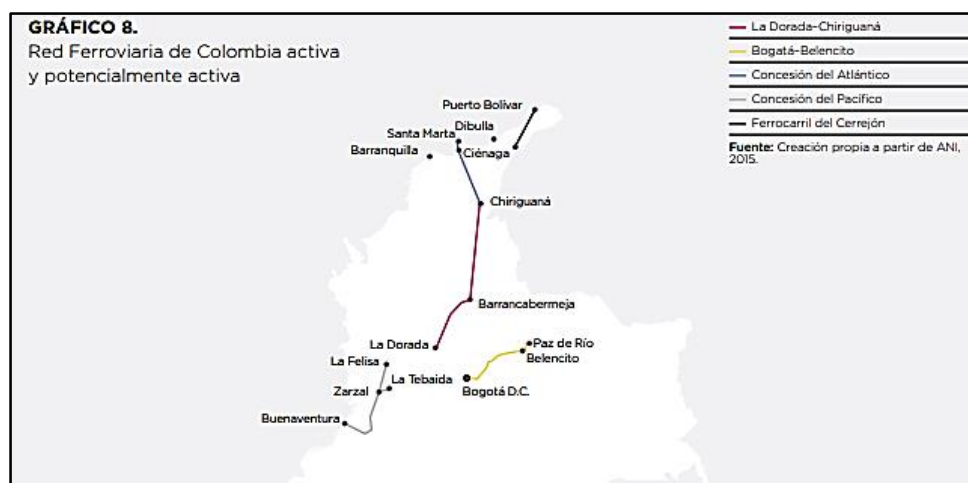 GRÁFICO 8.
Red Ferroviaria de Colombia activa
y potencialmente activa
La Dorada-Chiriguaná
Bogotá-Belencito
Concesión del Atlántico
Concesión del Pacífico
Ferrocarril del Cerrejón
Fuente: Creación propia a partir de ANI,
2015.
Puerto Bolívar
Dibulla
Santa Marta
Ciénaga
Barranquilla
Chiriguaná
Barrancabermeja
La Dorada
Paz de Río
Belencito
La Felisa
La Tebaida
Bogotá D.C.
Zarzal
Buenaventura